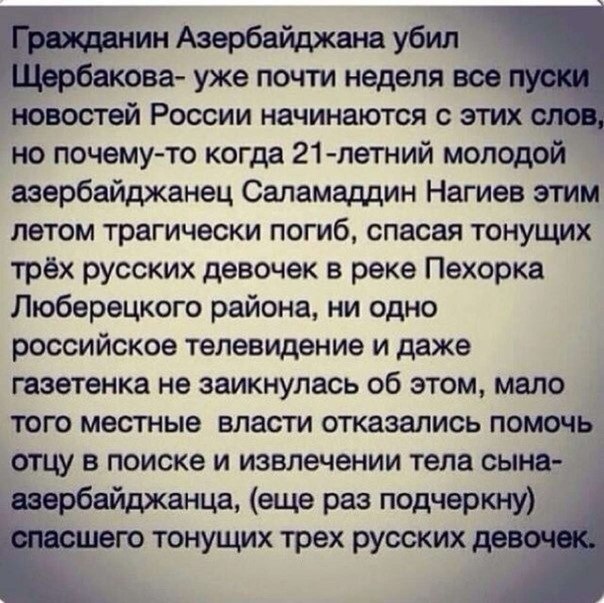 Гражданин Азербайджана убил
Щербакова- уже почти неделя все пуски
новостей России начинаются с этих слов,
но почему-то когда 21-летний молодой
азербайджанец Саламаддин Нагиев этим
летом трагически погиб, спасая тонущих
трёх русских девочек в реке Пехорка
Люберецкого района, ни одно
российское телевидение и даже
газетенка не заикнулась об этом, мало
того местные власти отказались помочь
отцу в поиске и извлечении тела сына-
азербайджанца, (еще раз подчеркну)
спасшего тонущих трех русских девочек.